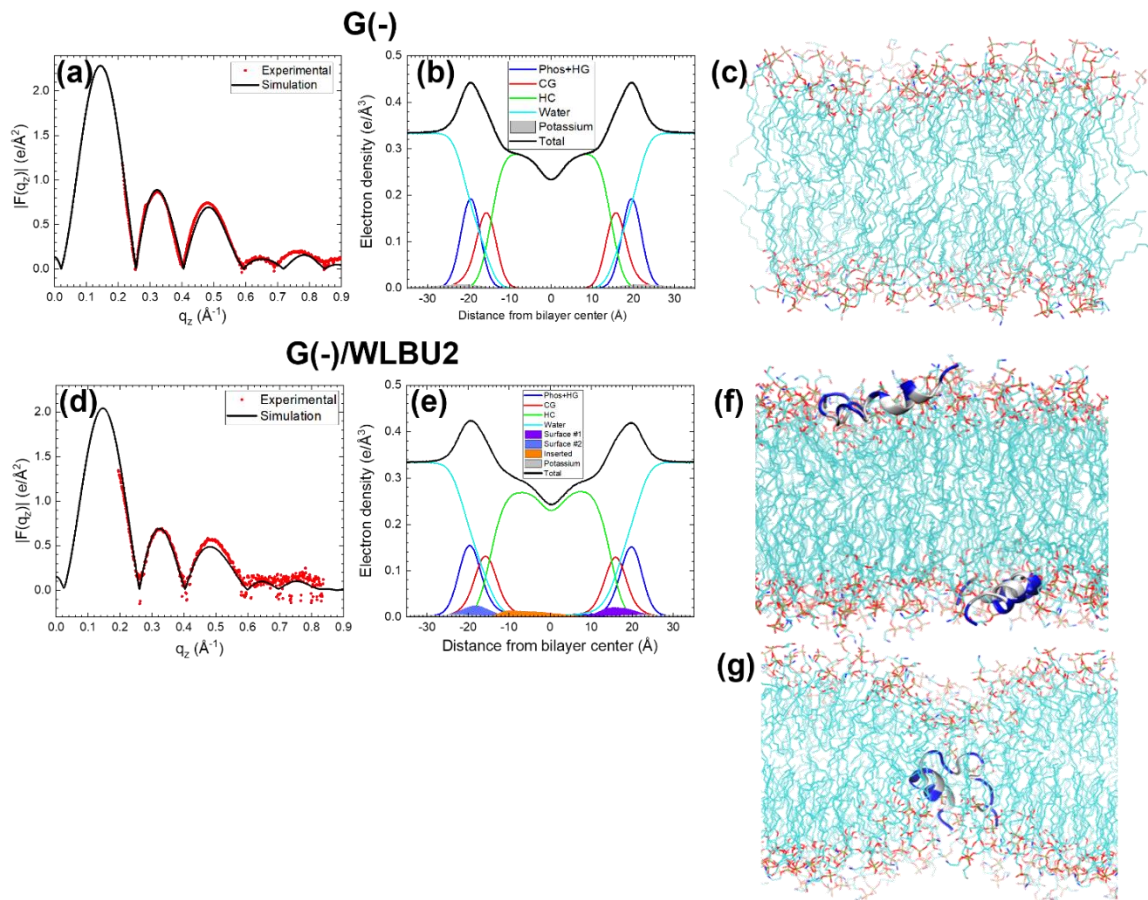 G(-)
(a)
Experimental
Simulation
|F(qz)| (e/Å²)
2.0
1.5
1.0
0.5
0.0
0.0 0.1 0.2 0.3 0.4 0.5 0.6 0.7 0.8 0.9
qz (Å⁻¹)
(b)
Phos+HG
CG
HC
Water
Potassium
Total
Electron density (e/Å³)
0.5
0.4
0.3
0.2
0.1
0.0
-30 -20 -10 0 10 20 30
Distance from bilayer center (Å)
(c)
G(-)/WLBU2
(d)
Experimental
Simulation
|F(qz)| (e/Å²)
2.0
1.5
1.0
0.5
0.0
0.0 0.1 0.2 0.3 0.4 0.5 0.6 0.7 0.8 0.9
qz (Å⁻¹)
(e)
Phos+HG
CG
HC
Water
Surface #1
Surface #2
Inserted
Potassium
Total
Electron density (e/Å³)
0.5
0.4
0.3
0.2
0.1
0.0
-30 -20 -10 0 10 20 30
Distance from bilayer center (Å)
(f)
(g)